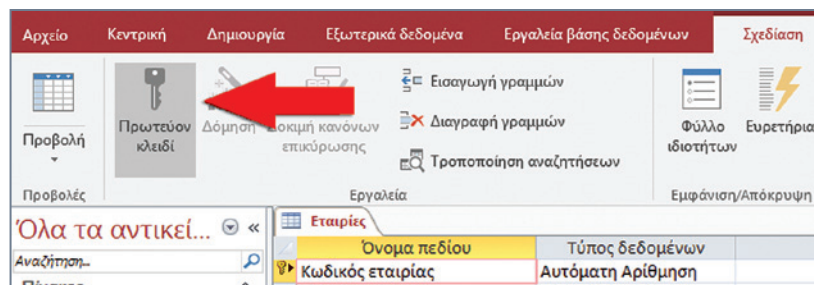 Αρχείο Κεντρική Δημιουργία Εξωτερικά δεδομένα Εργαλεία βάσης δεδομένων Σχεδίαση
Προβολή
Πρωτεύον
κλειδί
Δόμηση
Δοκιμή κανόνων
επικύρωσης
Εισαγωγή γραμμών
Διαγραφή γραμμών
Τροποποίηση αναζητήσεων
Φύλλο
ιδιοτήτων
Ευρετήρια
Προβολές Εργαλεία Εμφάνιση/Απόκρυψη
Όλα τα αντικεί...
Αναζήτηση...
Εταιρίες
Όνομα πεδίου Τύπος δεδομένων
Κωδικός εταιρίας Αυτόματη Αρίθμηση